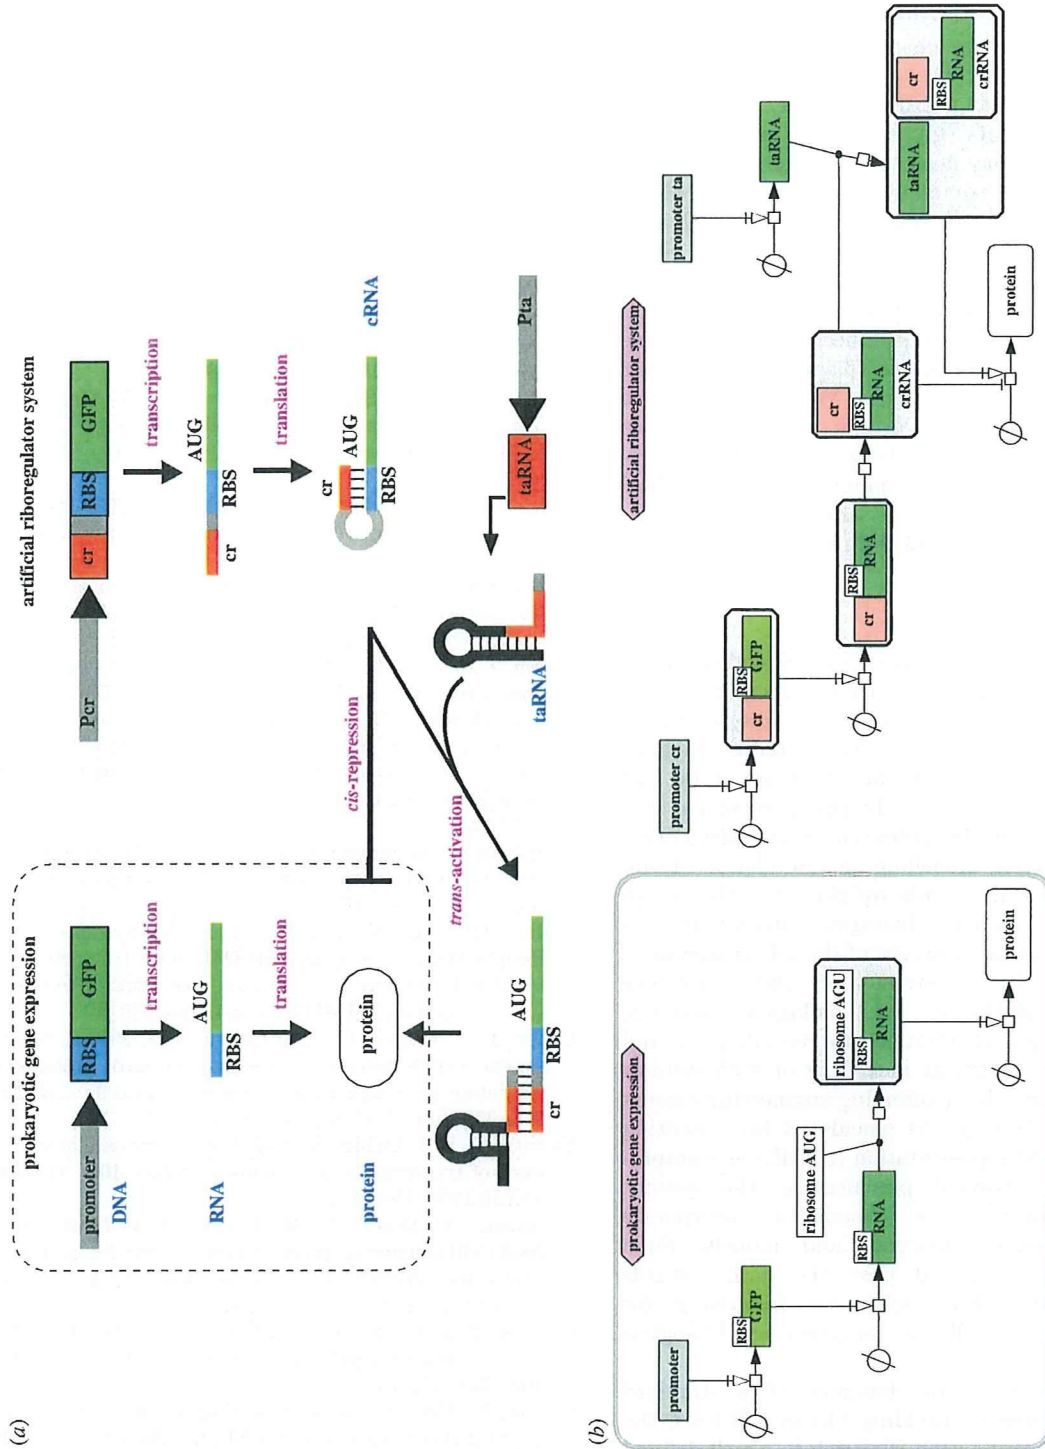 (a)
prokaryotic gene expression
promoter
RBS
GFP
DNA
transcription
AUG
RBS
RNA
translation
protein
protein
AUG
RBS
cr
cis-repression
trans-activation
artificial riboregulator system
Pcr
cr
RBS
GFP
transcription
AUG
cr
RBS
translation
cr
AUG
RBS
cRNA
taRNA
taRNA
Pta
(b)
prokaryotic gene expression
promoter
RBS
GFP
RBS
RNA
ribosome AUG
ribosome AGU
RBS
RNA
protein
artificial riboregulator system
promoter cr
cr
RBS
GFP
cr
RBS
RNA
cr
RBS
RNA
crRNA
promoter ta
taRNA
taRNA
cr
RBS
RNA
crRNA
protein